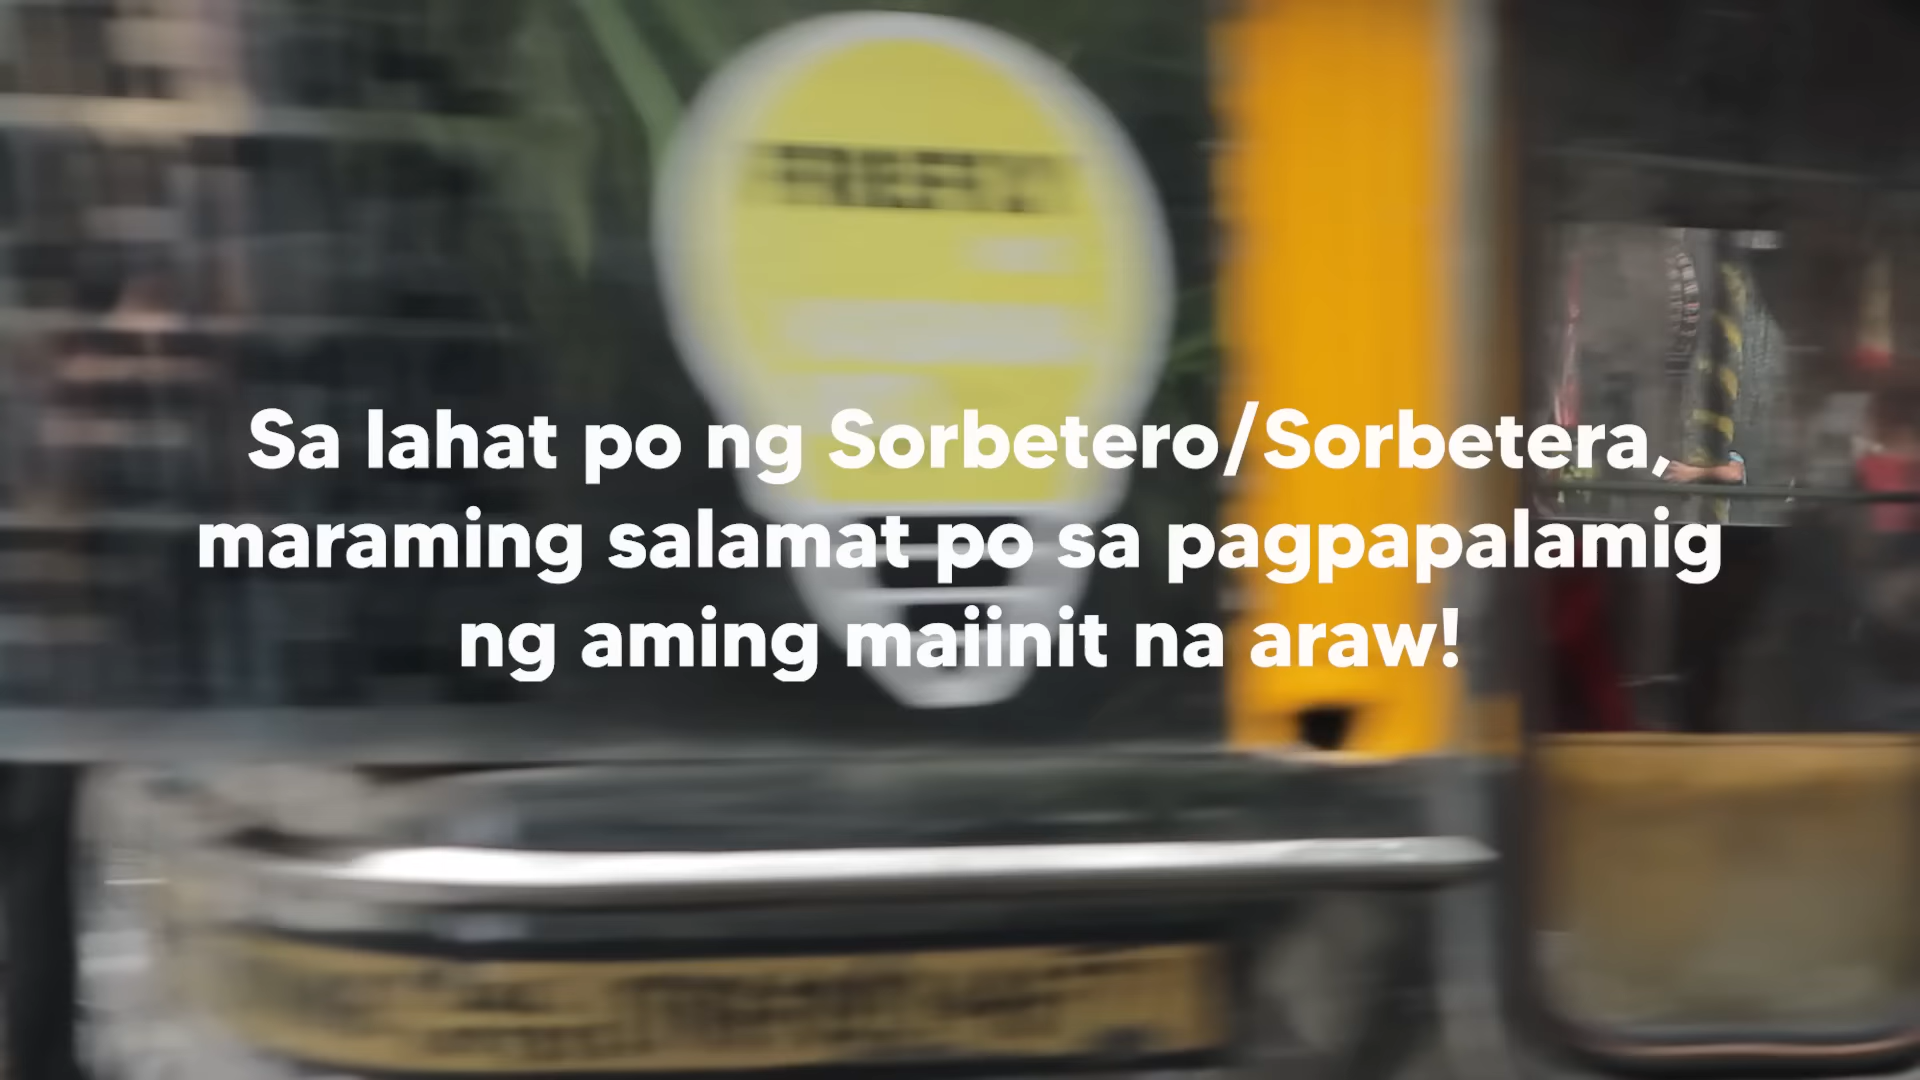 Sa lahat po ng Sorbetero/Sorbetera,
maraming salamat po sa pagpapalamig
ng aming maiinit na araw!